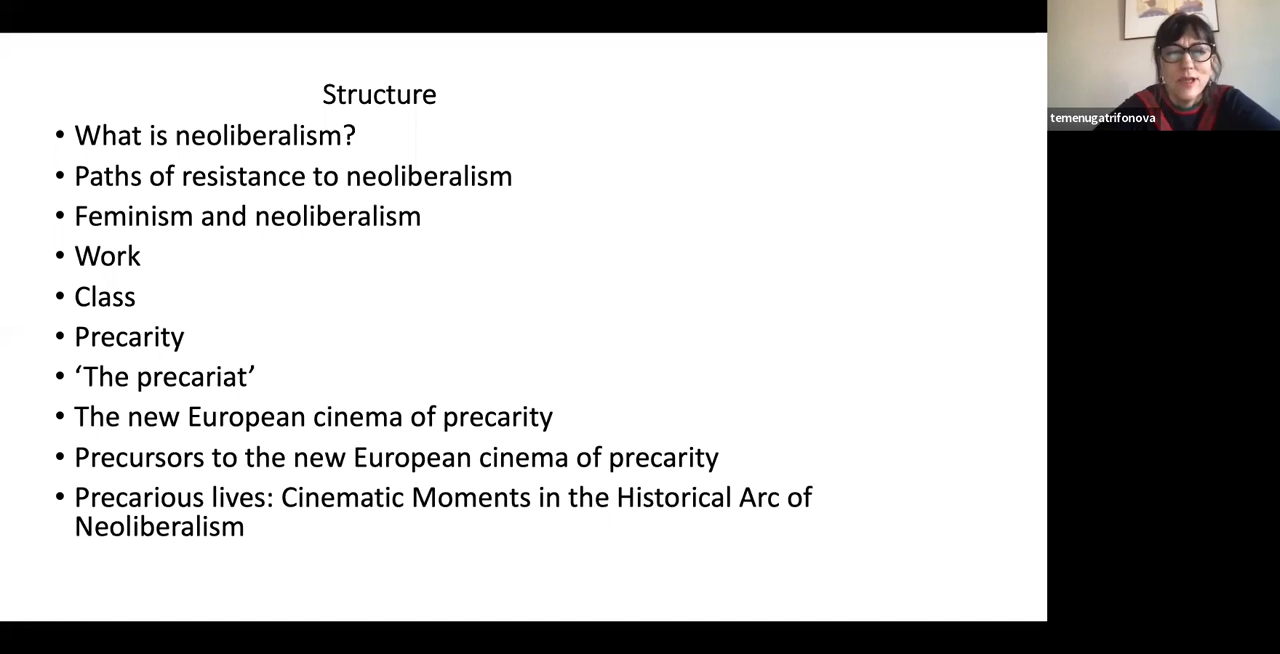 Structure
• What is neoliberalism?
• Paths of resistance to neoliberalism
• Feminism and neoliberalism
• Work
• Class
• Precarity
• ‘The precariat’
• The new European cinema of precarity
• Precursors to the new European cinema of precarity
• Precarious lives: Cinematic Moments in the Historical Arc of
Neoliberalism
temenugatrifonova